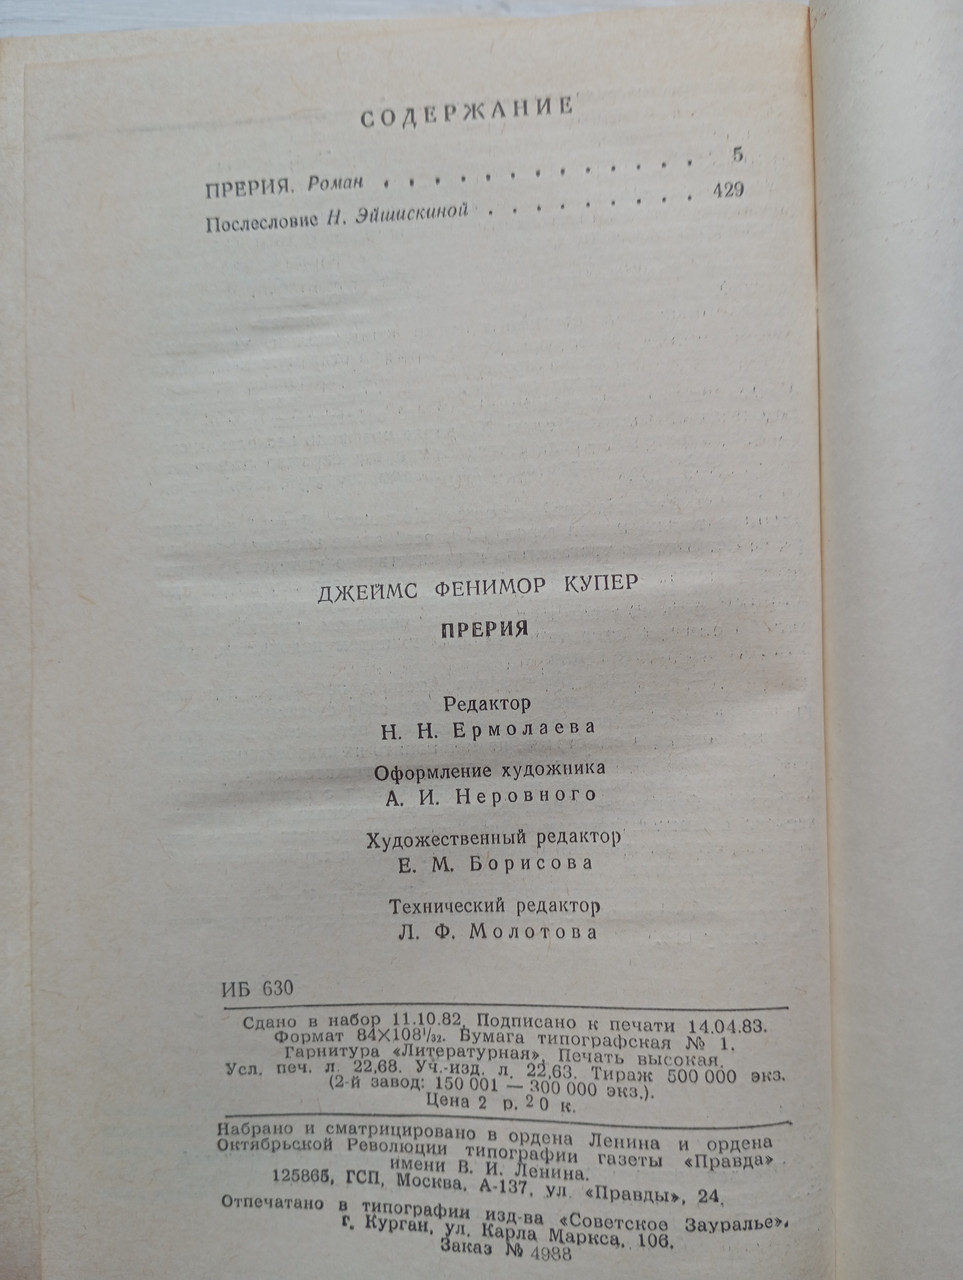 СОДЕРЖАНИЕ
ПРЕРИЯ. Роман . . . . . . . . . . . . . 5
Послесловие Н. Эйшискиной . . . . . . . . . 429
ДЖЕЙМС ФЕНИМОР КУПЕР
ПРЕРИЯ
Редактор
Н. Н. Ермолаева
Оформление художника
А. И. Неровного
Художественный редактор
Е. М. Борисова
Технический редактор
Л. Ф. Молотова
ИБ 630
Сдано в набор 11.10.82. Подписано к печати 14.04.83.
Формат 84×108¹/₃₂. Бумага типографская № 1.
Гарнитура «Литературная». Печать высокая.
Усл. печ. л. 22,68. Уч.-изд. л. 22,63. Тираж 500 000 экз.
(2-й завод: 150 001 — 300 000 экз.).
Цена 2 р. 20 к.
Набрано и сматрицировано в ордена Ленина и ордена
Октябрьской Революции типографии газеты «Правда»
имени В. И. Ленина.
125865, ГСП, Москва, А-137, ул. «Правды», 24.
Отпечатано в типографии изд-ва «Советское Зауралье»,
г. Курган, ул. Карла Маркса, 106.
Заказ № 4988